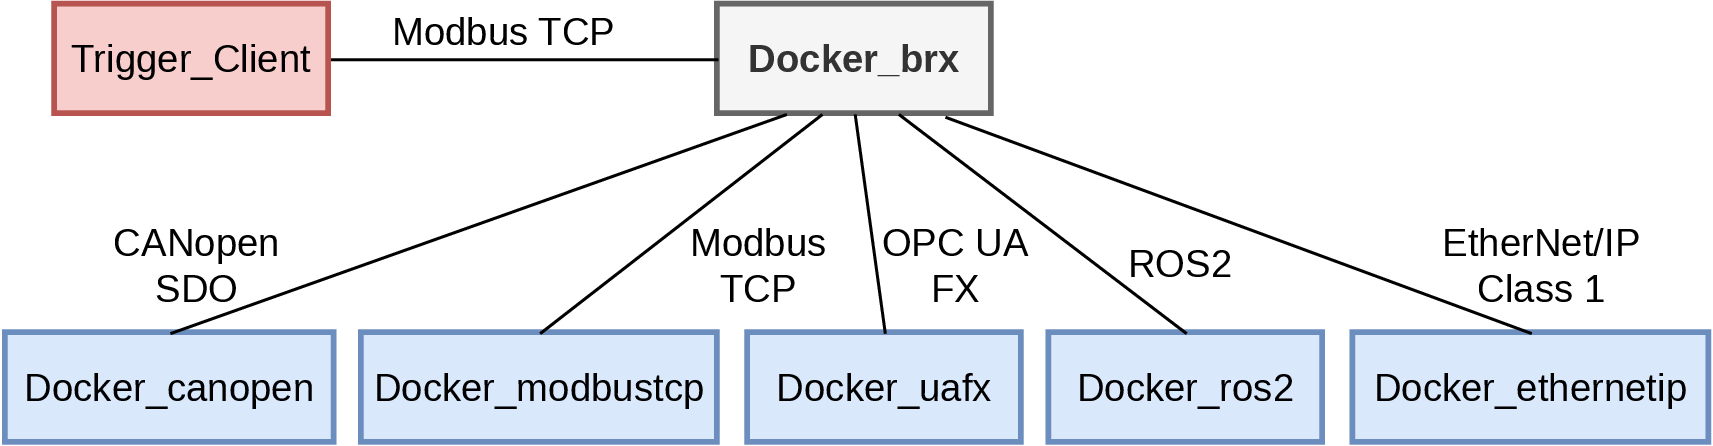 Trigger_Client
Modbus TCP
Docker_brx
CANopen
SDO
Modbus
TCP
OPC UA
FX
ROS2
EtherNet/IP
Class 1
Docker_canopen
Docker_modbustcp
Docker_uafx
Docker_ros2
Docker_ethernetip